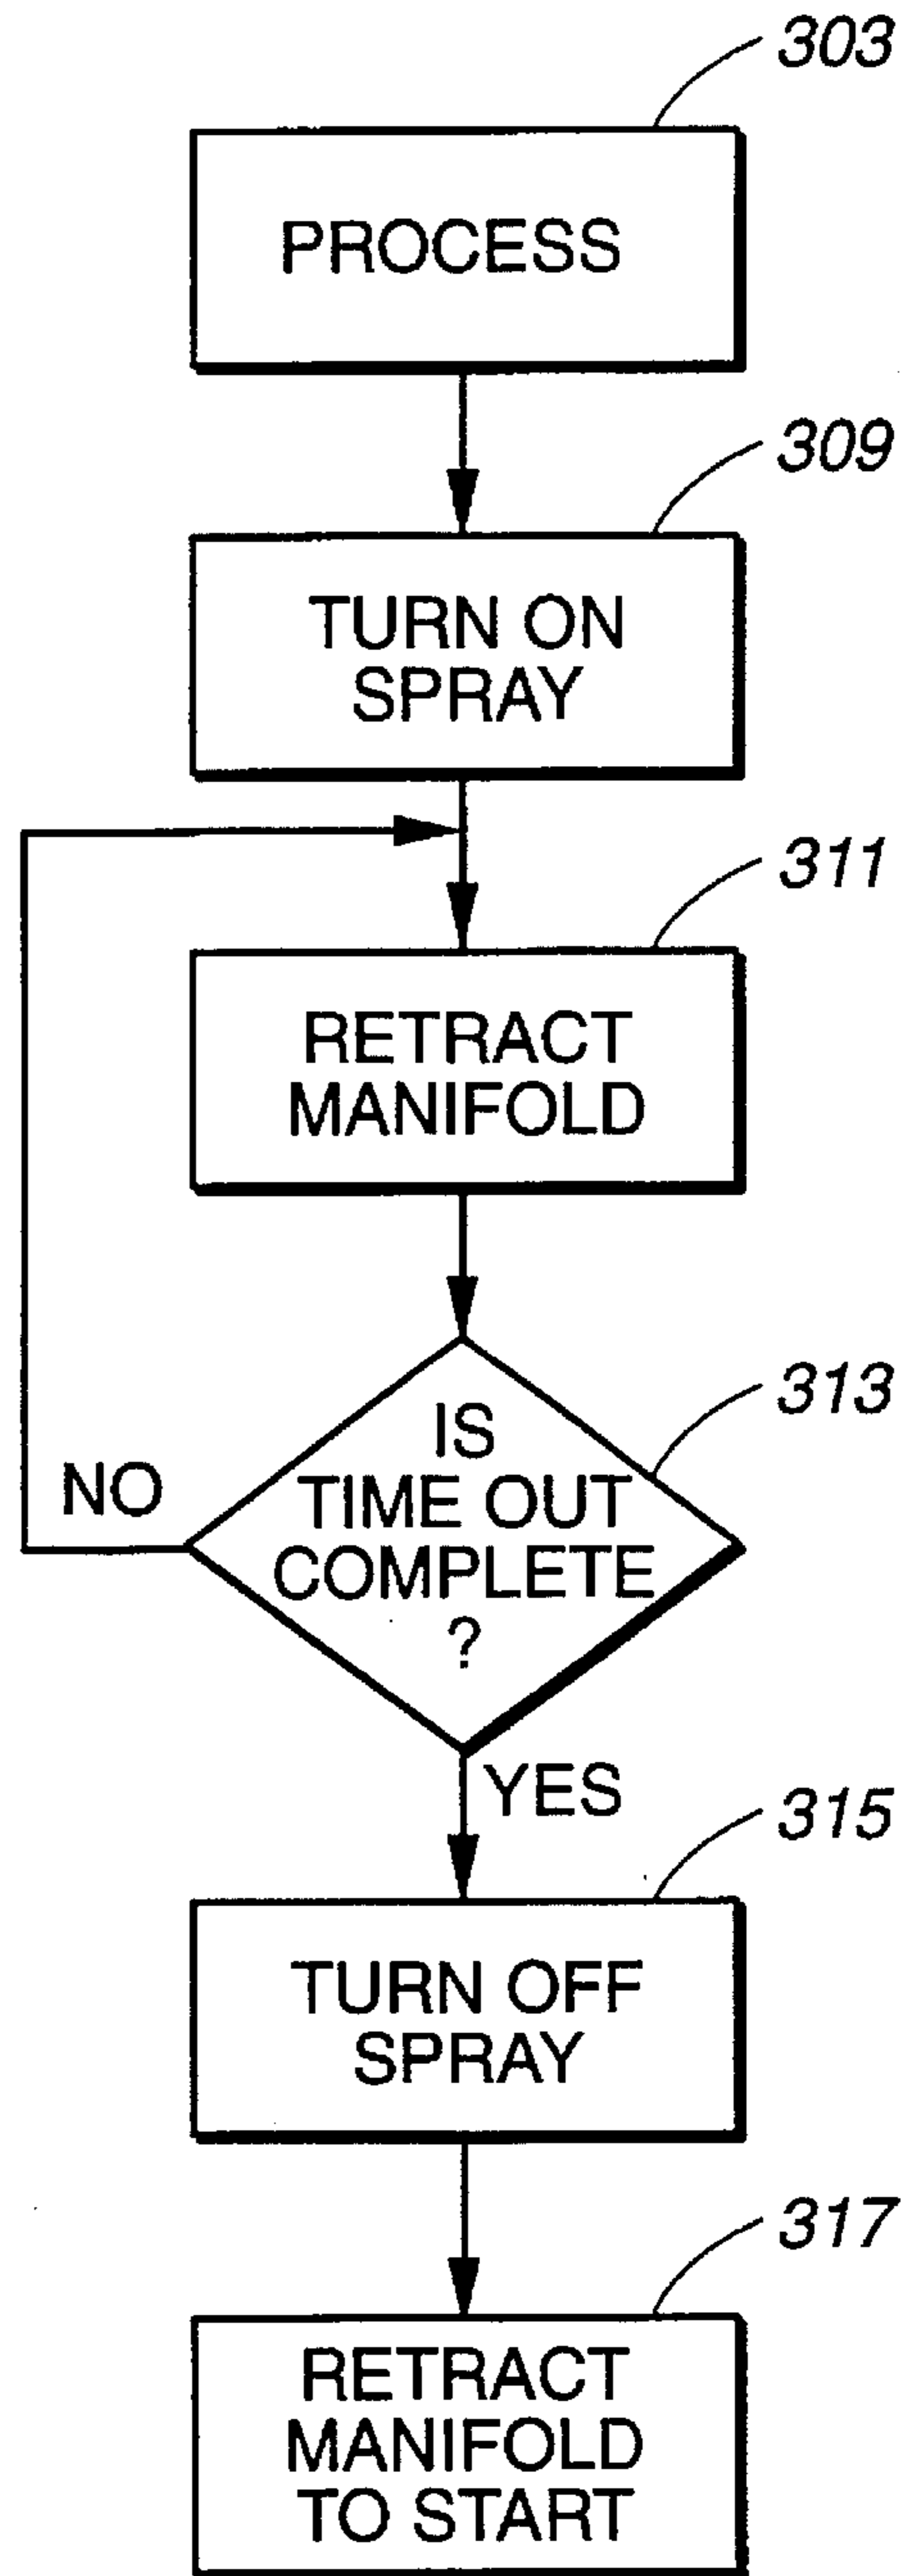 303
PROCESS
309
TURN ON
SPRAY
311
RETRACT
MANIFOLD
313
IS
TIME OUT
COMPLETE
?
NO
YES
315
TURN OFF
SPRAY
317
RETRACT
MANIFOLD
TO START